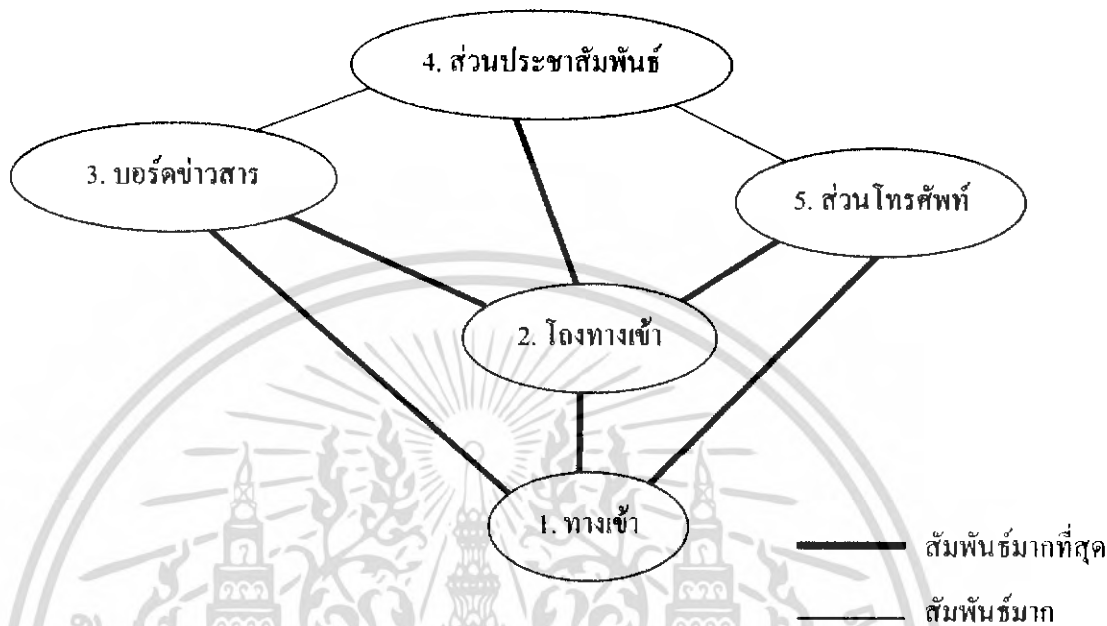 4. ส่วนประชาสัมพันธ์
3. บอร์ดข่าวสาร
5. ส่วนโทรศัพท์
2. โถงทางเข้า
1. ทางเข้า
สัมพันธ์มากที่สุด
สัมพันธ์มาก